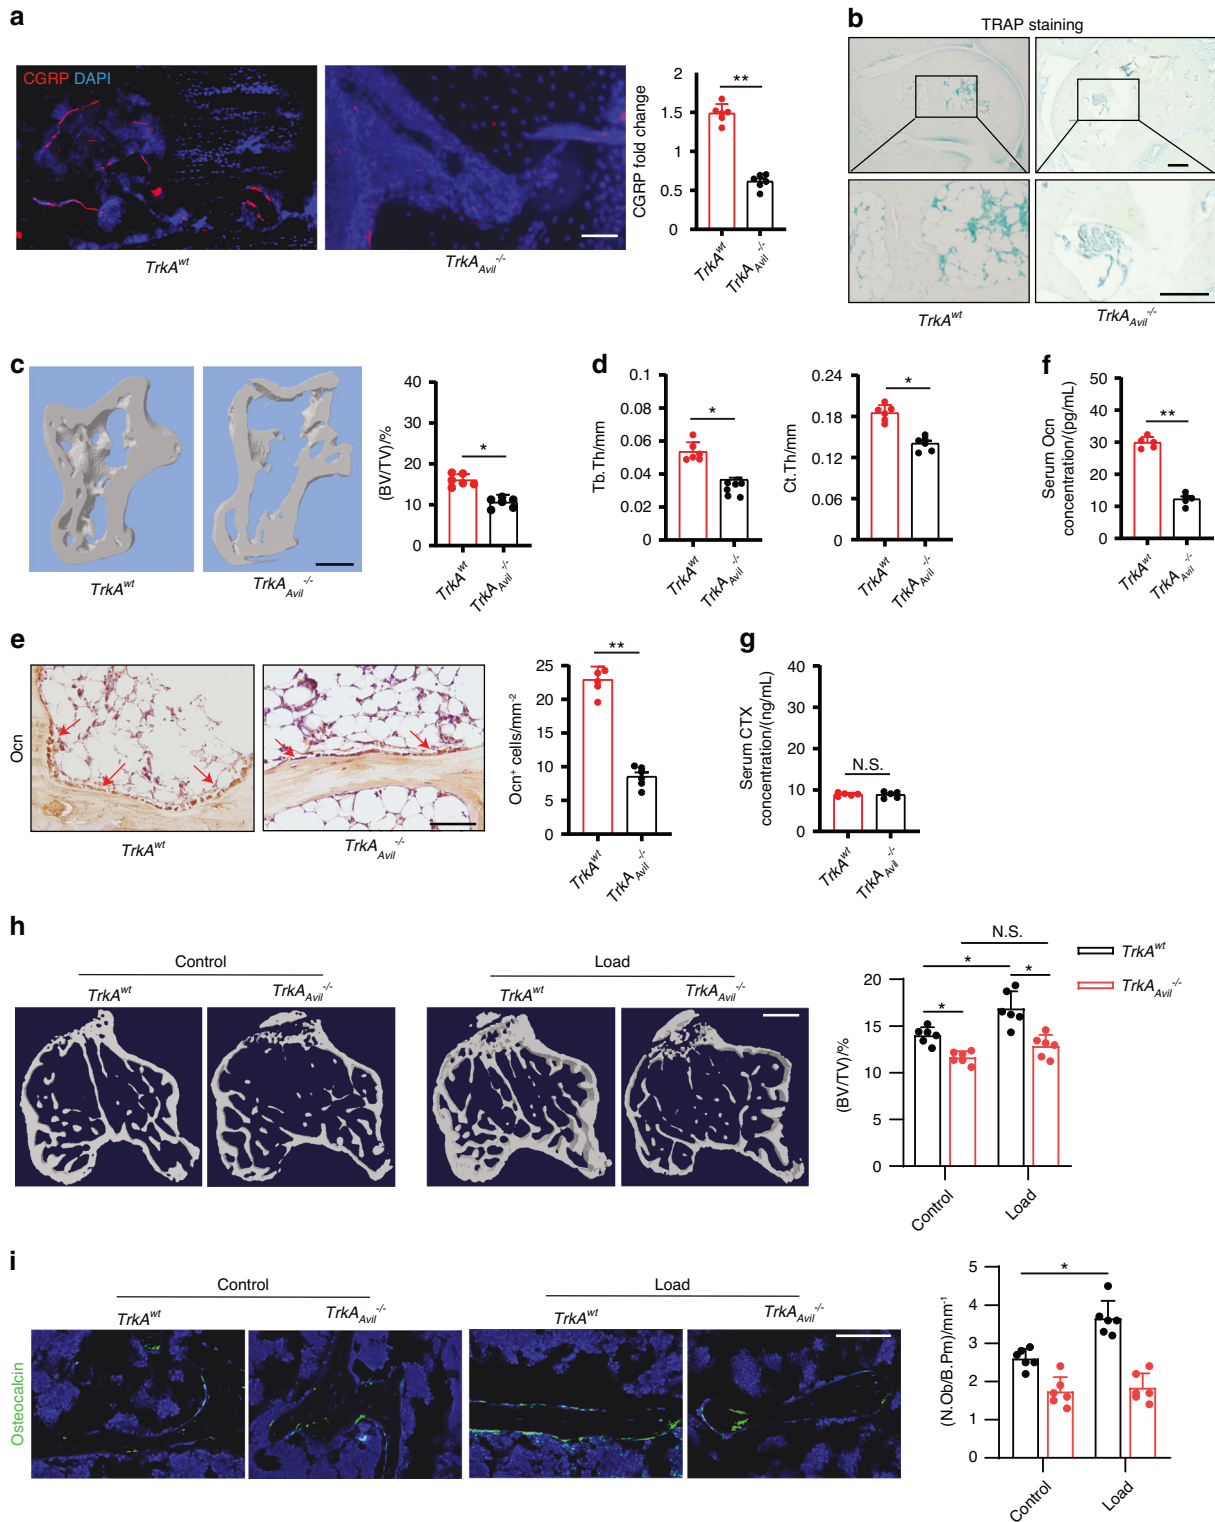 a
CGRP DAPI
TrkA^wt
TrkA_Avil^-/-
CGRP fold change
2
1.5
1
0.5
0
**
TrkA^wt
TrkA_Avil^-/-
b
TRAP staining
TrkA^wt
TrkA_Avil^-/-
c
TrkA^wt
TrkA_Avil^-/-
(BV/TV)/%
40
30
20
10
0
*
TrkA^wt
TrkA_Avil^-/-
d
Tb.Th/mm
0.1
0.08
0.06
0.04
0.02
0
*
TrkA^wt
TrkA_Avil^-/-
Ct.Th/mm
0.24
0.18
0.12
0.06
0
*
TrkA^wt
TrkA_Avil^-/-
f
Serum Ocn
concentration/(pg/mL)
50
40
30
20
10
0
**
TrkA^wt
TrkA_Avil^-/-
e
Ocn
TrkA^wt
TrkA_Avil^-/-
Ocn⁺ cells/mm⁻²
25
20
15
10
5
0
**
TrkA^wt
TrkA_Avil^-/-
g
Serum CTX
concentration/(ng/mL)
40
30
20
10
0
N.S.
TrkA^wt
TrkA_Avil^-/-
h
Control
TrkA^wt
TrkA_Avil^-/-
Load
TrkA^wt
TrkA_Avil^-/-
(BV/TV)/%
20
15
10
5
0
N.S.
*
*
*
Control
Load
TrkA^wt
TrkA_Avil^-/-
i
Control
TrkA^wt
TrkA_Avil^-/-
Load
TrkA^wt
TrkA_Avil^-/-
Osteocalcin
(N.Ob/B.Pm)/mm⁻¹
5
4
3
2
1
0
*
Control
Load